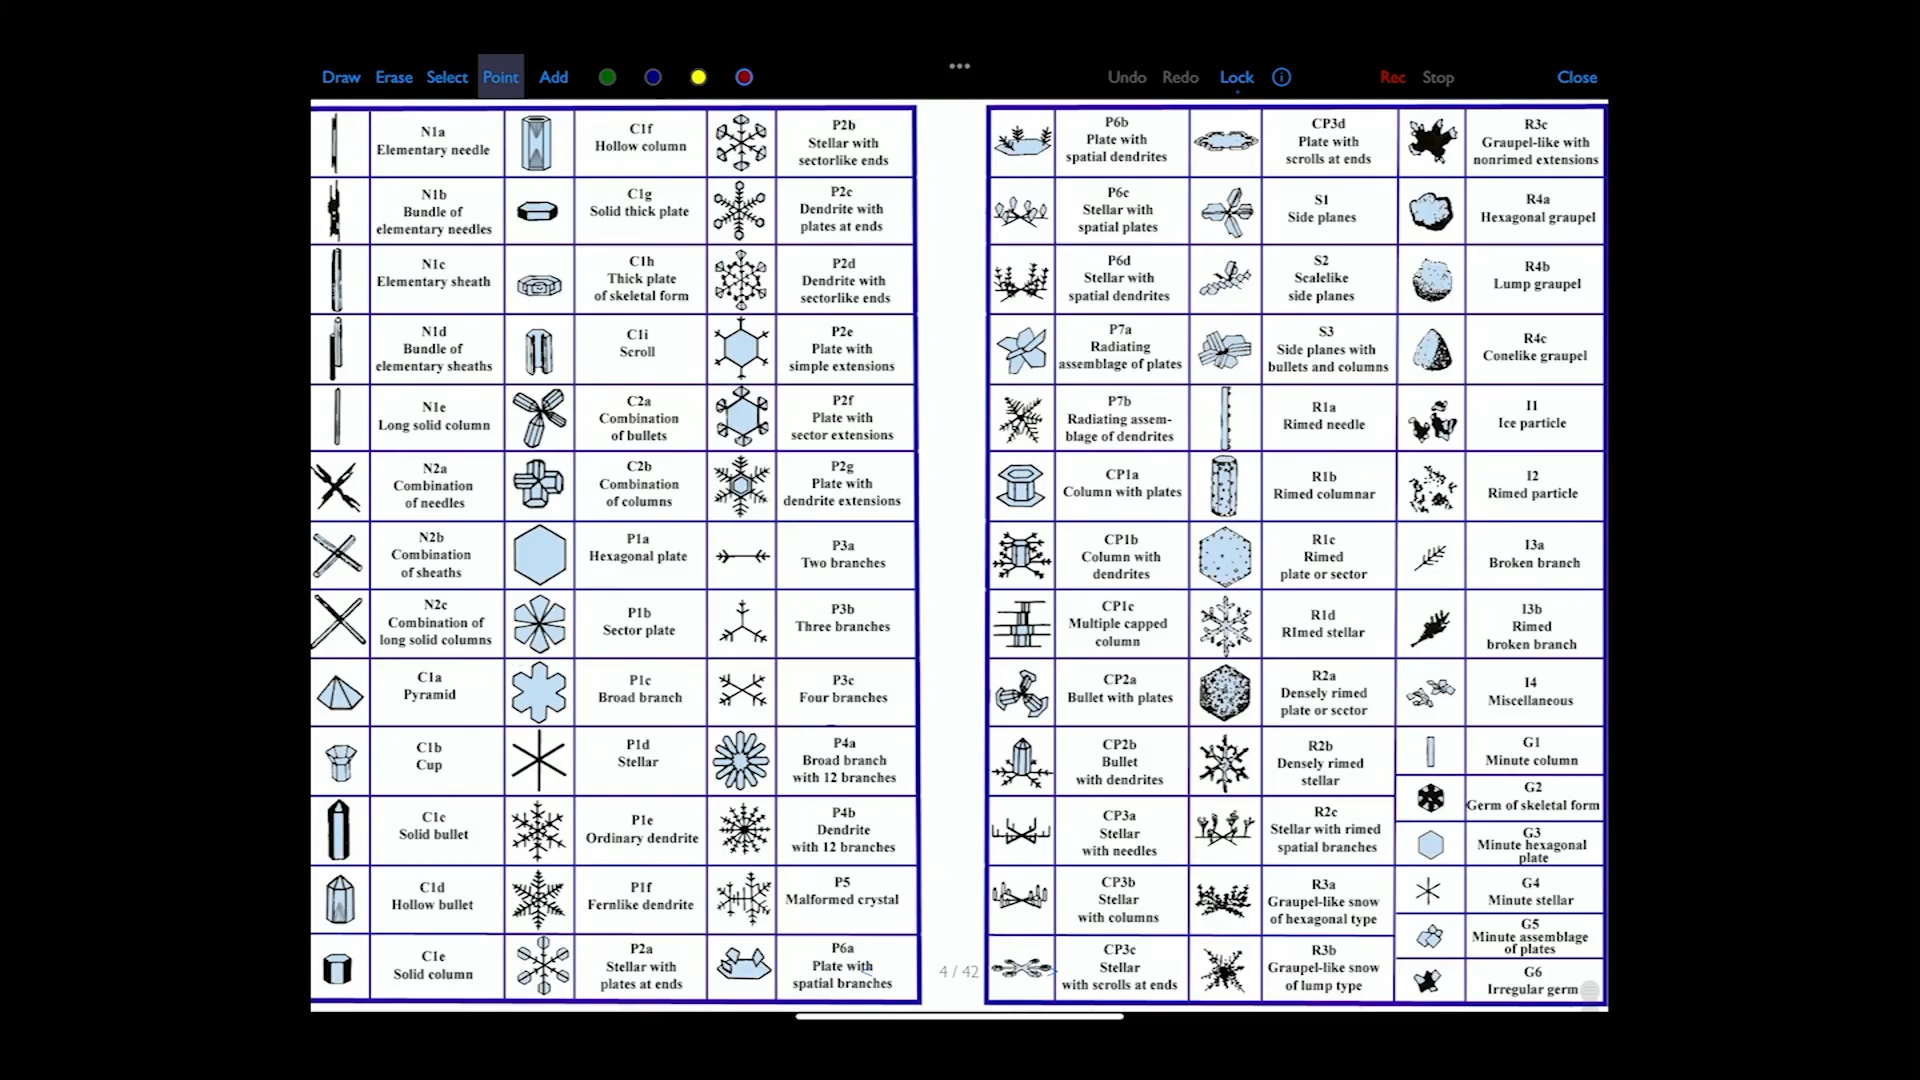 Draw Erase Select Point Add Undo Redo Lock Rec Stop Close
N1a
Elementary needle
N1b
Bundle of
elementary needles
N1c
Elementary sheath
N1d
Bundle of
elementary sheaths
N1e
Long solid column
N2a
Combination
of needles
N2b
Combination
of sheaths
N2c
Combination of
long solid columns
C1a
Pyramid
C1b
Cup
C1c
Solid bullet
C1d
Hollow bullet
C1e
Solid column
C1f
Hollow column
C1g
Solid thick plate
C1h
Thick plate
of skeletal form
C1i
Scroll
C2a
Combination
of bullets
C2b
Combination
of columns
P1a
Hexagonal plate
P1b
Sector plate
P1c
Broad branch
P1d
Stellar
P1e
Ordinary dendrite
P1f
Fernlike dendrite
P2a
Stellar with
plates at ends
P2b
Stellar with
sectorlike ends
P2c
Dendrite with
plates at ends
P2d
Dendrite with
sectorlike ends
P2e
Plate with
simple extensions
P2f
Plate with
sector extensions
P2g
Plate with
dendrite extensions
P3a
Two branches
P3b
Three branches
P3c
Four branches
P4a
Broad branch
with 12 branches
P4b
Dendrite
with 12 branches
P5
Malformed crystal
P6a
Plate with
spatial branches
4 / 42
P6b
Plate with
spatial dendrites
P6c
Stellar with
spatial plates
P6d
Stellar with
spatial dendrites
P7a
Radiating
assemblage of plates
P7b
Radiating assem-
blage of dendrites
CP1a
Column with plates
CP1b
Column with
dendrites
CP1c
Multiple capped
column
CP2a
Bullet with plates
CP2b
Bullet
with dendrites
CP3a
Stellar
with needles
CP3b
Stellar
with columns
CP3c
Stellar
with scrolls at ends
CP3d
Plate with
scrolls at ends
S1
Side planes
S2
Scalelike
side planes
S3
Side planes with
bullets and columns
R1a
Rimed needle
R1b
Rimed columnar
R1c
Rimed
plate or sector
R1d
RImed stellar
R2a
Densely rimed
plate or sector
R2b
Densely rimed
stellar
R2c
Stellar with rimed
spatial branches
R3a
Graupel-like snow
of hexagonal type
R3b
Graupel-like snow
of lump type
R3c
Graupel-like with
nonrimed extensions
R4a
Hexagonal graupel
R4b
Lump graupel
R4c
Conelike graupel
I1
Ice particle
I2
Rimed particle
I3a
Broken branch
I3b
Rimed
broken branch
I4
Miscellaneous
G1
Minute column
G2
Germ of skeletal form
G3
Minute hexagonal
plate
G4
Minute stellar
G5
Minute assemblage
of plates
G6
Irregular germ